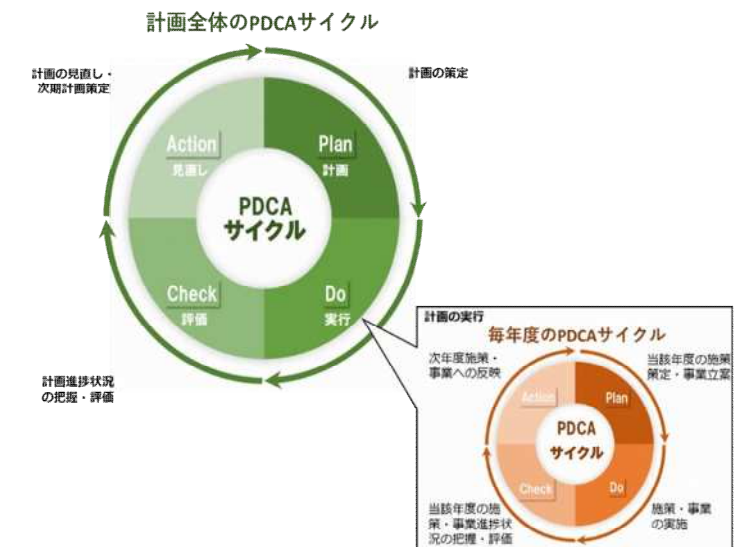 計画全体のPDCAサイクル
計画の見直し・
次期計画策定
計画の策定
Action
見直し
Plan
計画
PDCA
サイクル
Check
評価
Do
実行
計画進捗状況
の把握・評価
計画の実行
毎年度のPDCAサイクル
次年度施策・
事業への反映
当該年度の施策
策定・事業立案
Action
Plan
PDCA
サイクル
Check
Do
当該年度の施
策・事業進捗状
況の把握・評価
施策・事業
の実施